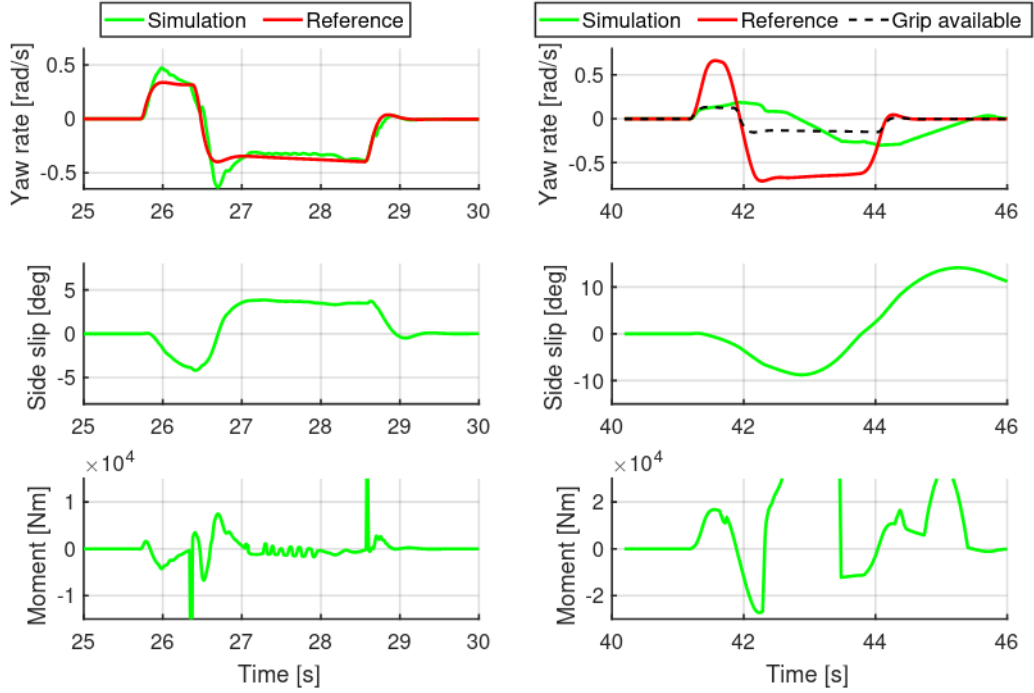 Simulation Reference
Yaw rate [rad/s]
0.5
0
-0.5
25 26 27 28 29 30
Side slip [deg]
5
0
-5
25 26 27 28 29 30
×10⁴
Moment [Nm]
1
0
-1
25 26 27 28 29 30
Time [s]
Simulation Reference Grip available
Yaw rate [rad/s]
0.5
0
-0.5
40 42 44 46
Side slip [deg]
10
0
-10
40 42 44 46
×10⁴
Moment [Nm]
2
0
-2
40 42 44 46
Time [s]